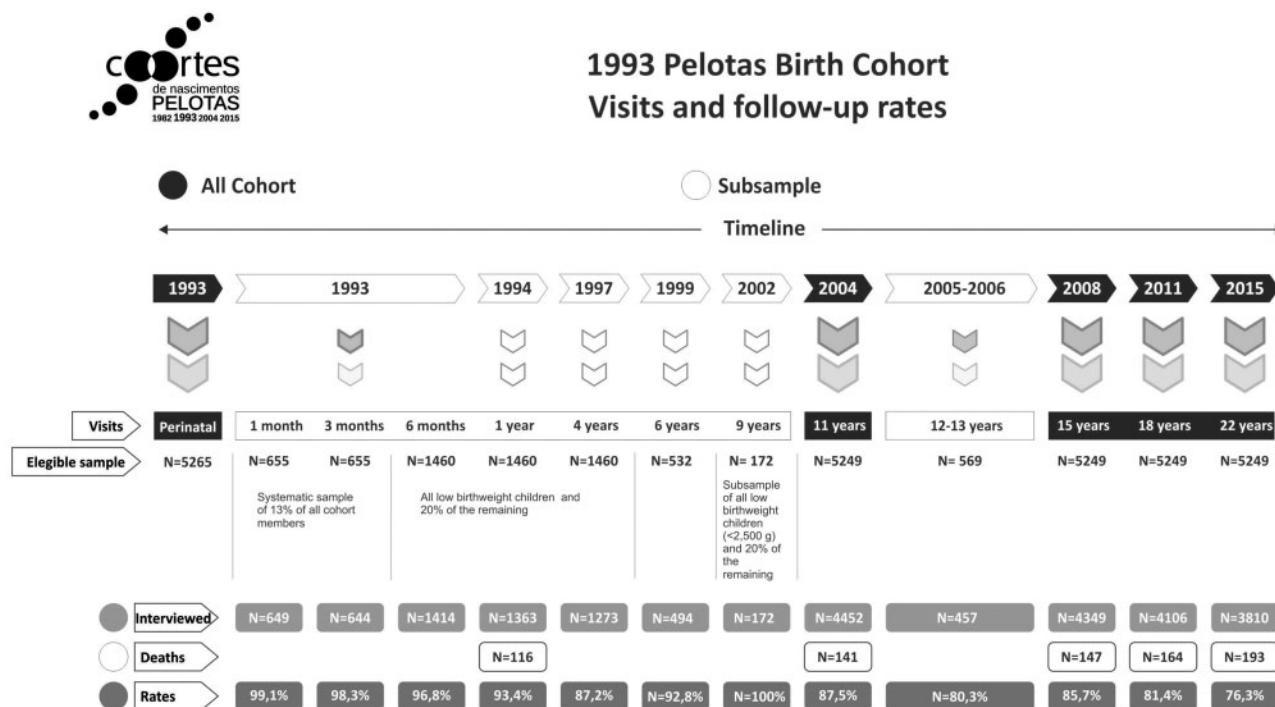 coortes
de nascimentos
PELOTAS
1982 1993 2004 2015
1993 Pelotas Birth Cohort
Visits and follow-up rates
All Cohort
Subsample
Timeline
1993 1993 1994 1997 1999 2002 2004 2005-2006 2008 2011 2015
Visits Perinatal 1 month 3 months 6 months 1 year 4 years 6 years 9 years 11 years 12-13 years 15 years 18 years 22 years
Elegible sample N=5265 N=655 N=655 N=1460 N=1460 N=1460 N=532 N= 172 N=5249 N= 569 N=5249 N=5249 N=5249
Systematic sample
of 13% of all cohort
members
All low birthweight children and
20% of the remaining
Subsample
of all low
birthweight
children
(<2,500 g)
and 20% of
the
remaining
Interviewed N=649 N=644 N=1414 N=1363 N=1273 N=494 N=172 N=4452 N=457 N=4349 N=4106 N=3810
Deaths N=116 N=141 N=147 N=164 N=193
Rates 99,1% 98,3% 96,8% 93,4% 87,2% N=92,8% N=100% 87,5% N=80,3% 85,7% 81,4% 76,3%